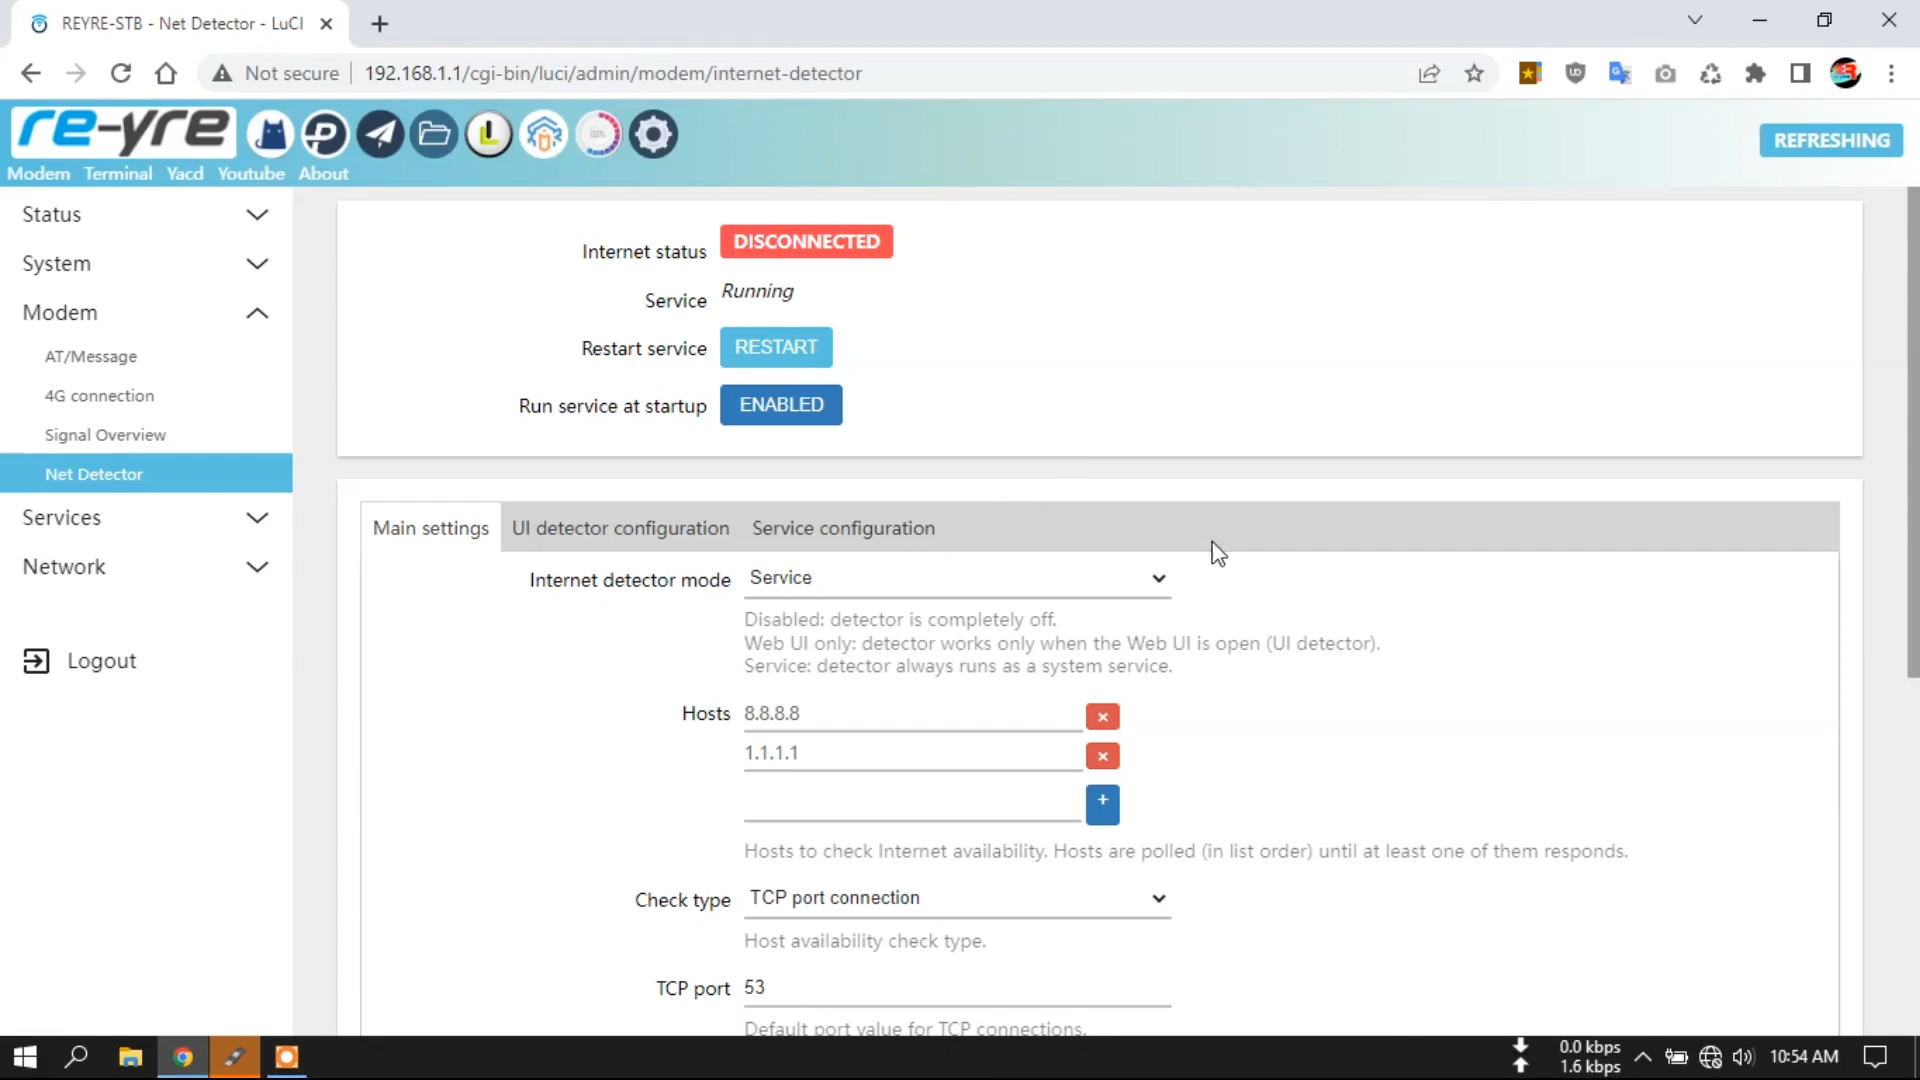 REYRE-STB - Net Detector - LuCI
Not secure
192.168.1.1/cgi-bin/luci/admin/modem/internet-detector
re-yre
REFRESHING
Modem Terminal Yacd Youtube About
Status
System
Modem
AT/Message
4G connection
Signal Overview
Net Detector
Services
Network
Logout
Internet status DISCONNECTED
Service Running
Restart service RESTART
Run service at startup ENABLED
Main settings UI detector configuration Service configuration
Internet detector mode Service
Disabled: detector is completely off.
Web UI only: detector works only when the Web UI is open (UI detector).
Service: detector always runs as a system service.
Hosts 8.8.8.8
1.1.1.1
+
Hosts to check Internet availability. Hosts are polled (in list order) until at least one of them responds.
Check type TCP port connection
Host availability check type.
TCP port 53
Default port value for TCP connections.
0.0 kbps
1.6 kbps
10:54 AM